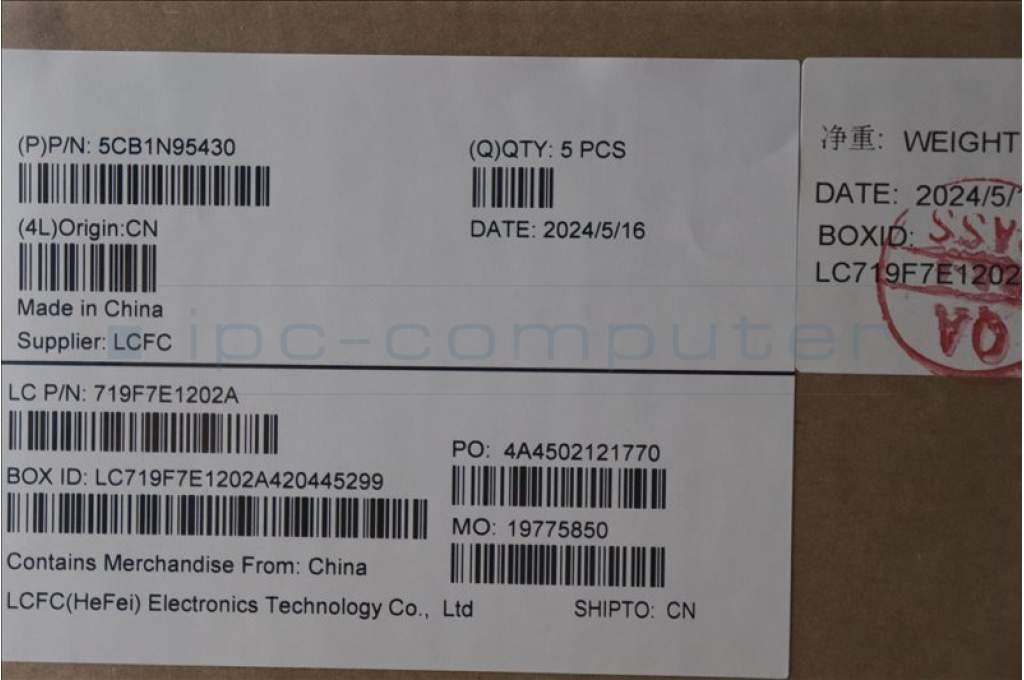 (P)P/N: 5CB1N95430
(Q)QTY: 5 PCS
(4L)Origin:CN
DATE: 2024/5/16
Made in China
Supplier: LCFC
LC P/N: 719F7E1202A
PO: 4A4502121770
BOX ID: LC719F7E1202A420445299
MO: 19775850
Contains Merchandise From: China
LCFC(HeFei) Electronics Technology Co., Ltd
SHIPTO: CN
净重: WEIGHT
DATE: 2024/5/
BOXID:
LC719F7E1202
QA
ipc-computer